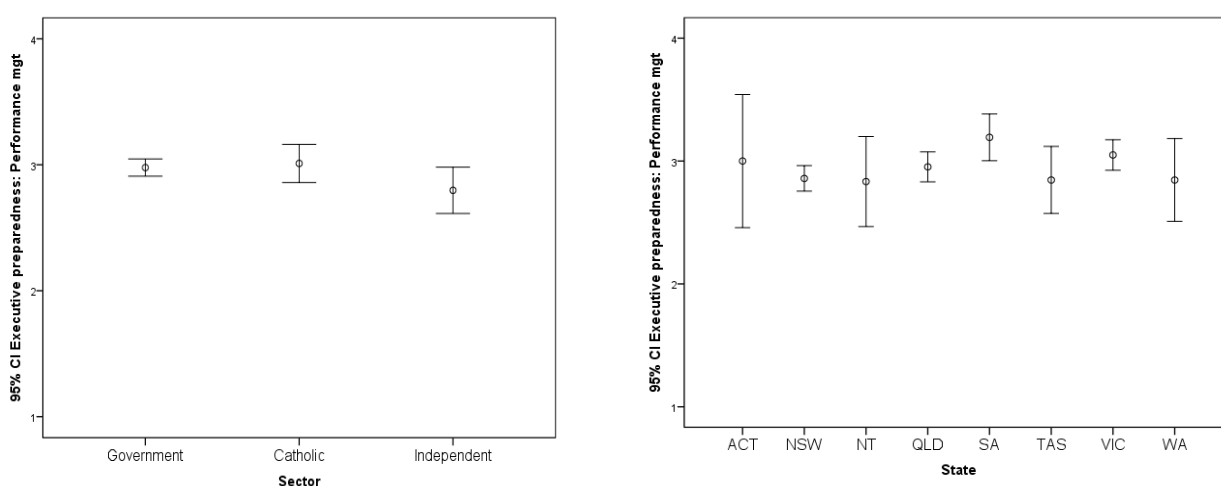 95% CI Executive preparedness: Performance mgt
4
3
2
1
Government Catholic Independent
Sector
95% CI Executive preparedness: Performance mgt
4
3
2
1
ACT NSW NT QLD SA TAS VIC WA
State